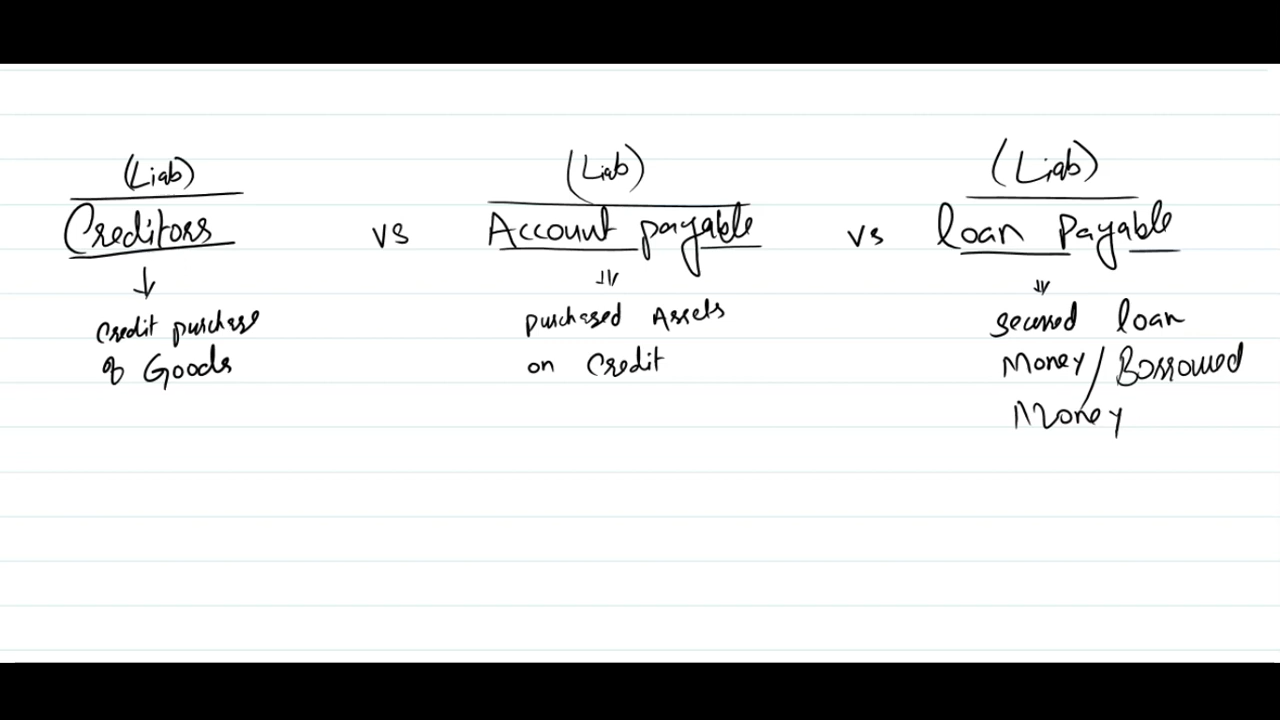 (Liab) (Liab) (Liab)
Creditors vs Account payable vs loan Payable
credit purchase purchased Assets secured loan
of Goods on Credit Money / Borrowed
Money